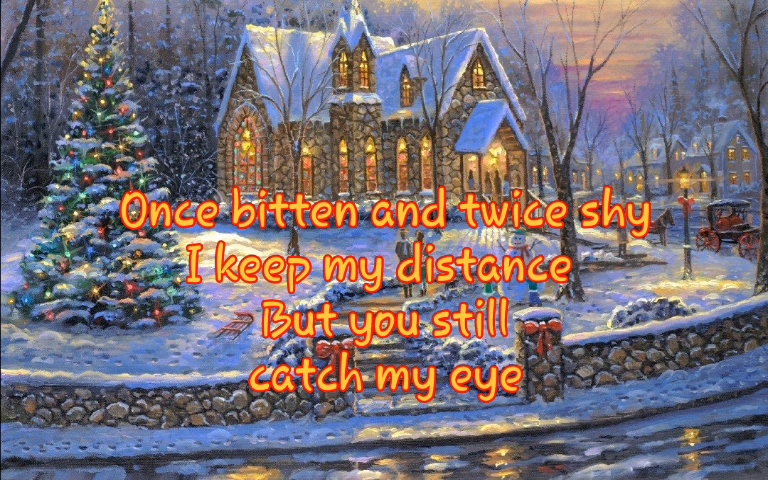 Once bitten and twice shy
I keep my distance
But you still
catch my eye